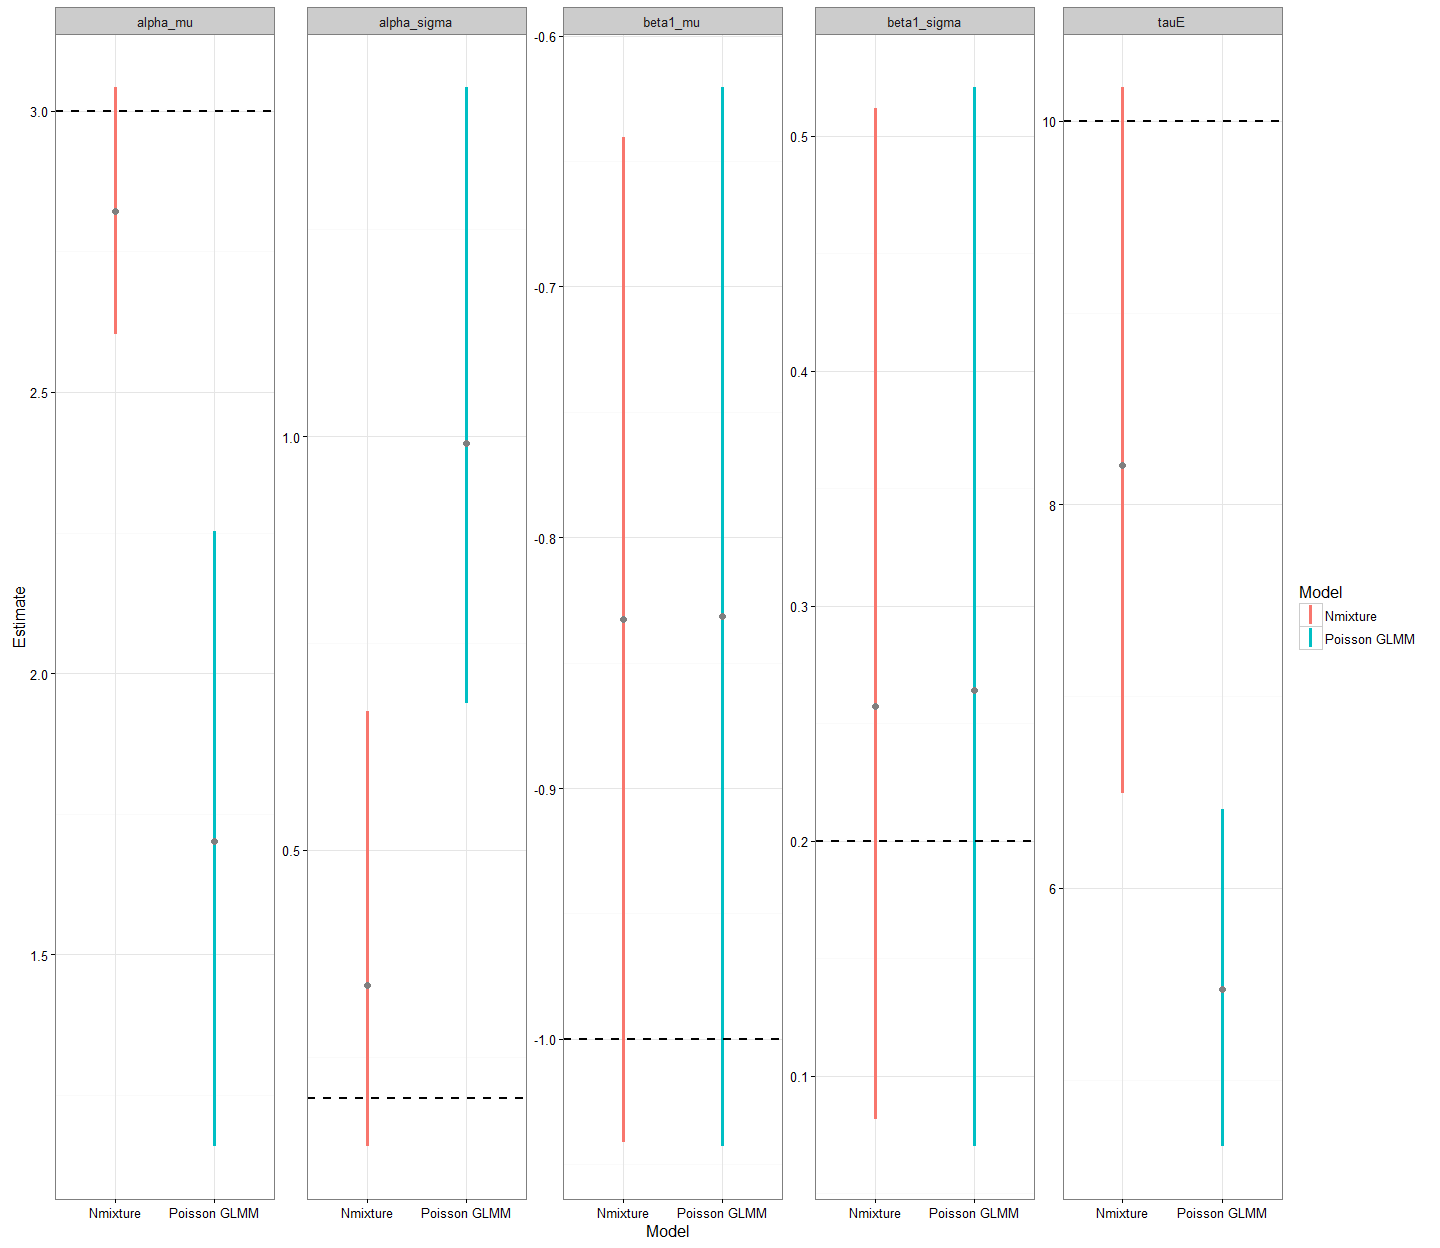 alpha_mu
alpha_sigma
beta1_mu
beta1_sigma
tauE
Estimate
3.0
2.5
2.0
1.5
1.0
0.5
-0.6
-0.7
-0.8
-0.9
-1.0
0.5
0.4
0.3
0.2
0.1
10
8
6
Nmixture Poisson GLMM
Nmixture Poisson GLMM
Nmixture Poisson GLMM
Nmixture Poisson GLMM
Nmixture Poisson GLMM
Model
Model
Nmixture
Poisson GLMM